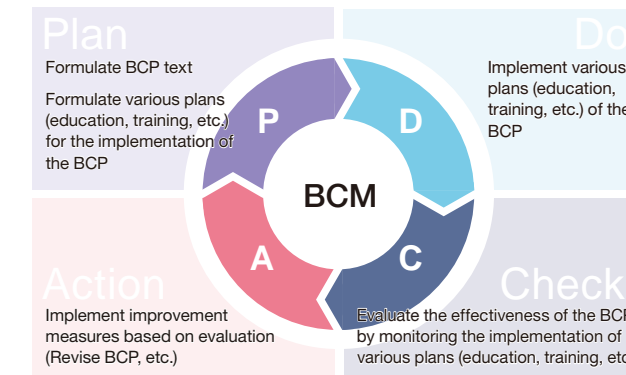 Plan
Formulate BCP text
Formulate various plans
(education, training, etc.)
for the implementation of
the BCP
Do
Implement various
plans (education,
training, etc.) of the
BCP
P
D
BCM
A
C
Action
Implement improvement
measures based on evaluation
(Revise BCP, etc.)
Check
Evaluate the effectiveness of the BCP
by monitoring the implementation of
various plans (education, training, etc